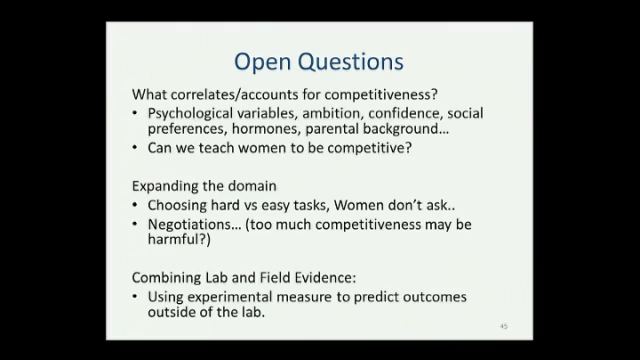 Open Questions
What correlates/accounts for competitiveness?
• Psychological variables, ambition, confidence, social
preferences, hormones, parental background…
• Can we teach women to be competitive?
Expanding the domain
• Choosing hard vs easy tasks, Women don't ask..
• Negotiations… (too much competitiveness may be
harmful?)
Combining Lab and Field Evidence:
• Using experimental measure to predict outcomes
outside of the lab.
45